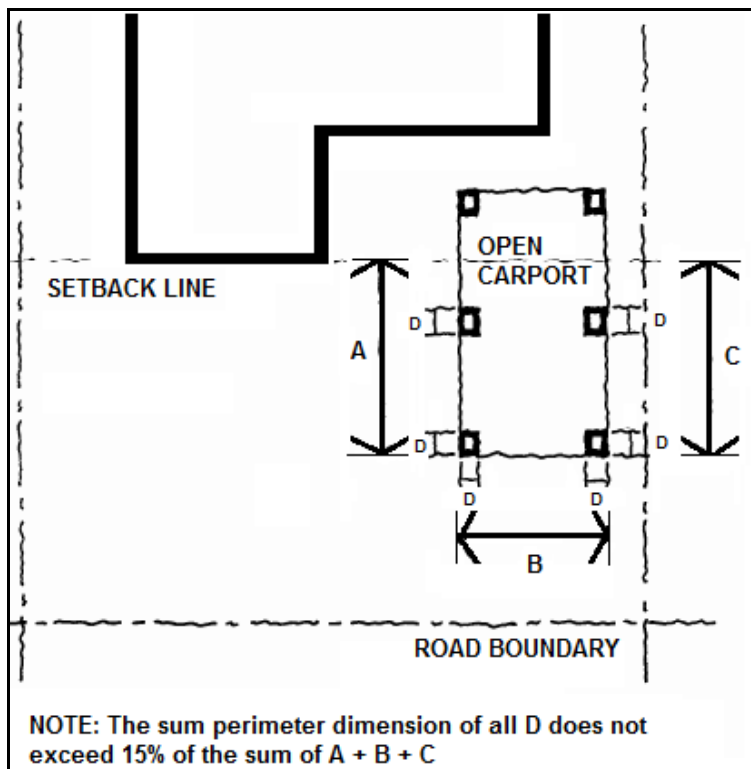 OPEN
CARPORT
SETBACK LINE
D
D
A
C
D
D
D
D
B
ROAD BOUNDARY
NOTE: The sum perimeter dimension of all D does not
exceed 15% of the sum of A + B + C